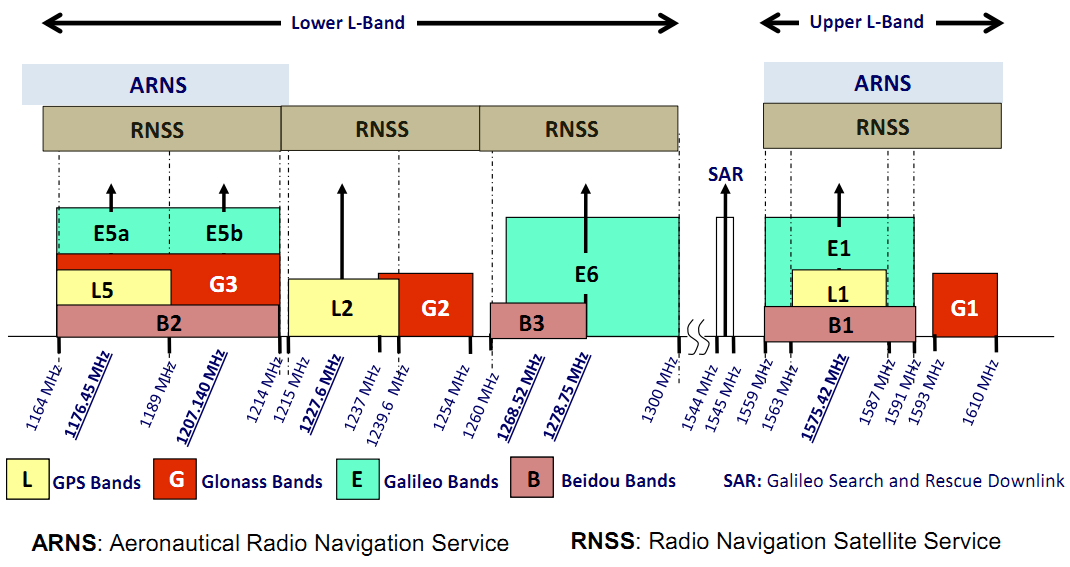 Lower L-Band
Upper L-Band
ARNS
ARNS
RNSS
RNSS
RNSS
RNSS
SAR
E5a
E5b
E6
E1
L5
G3
L2
G2
L1
G1
B2
B3
B1
1164 MHz
1176.45 MHz
1189 MHz
1207.140 MHz
1214 MHz
1215 MHz
1227.6 MHz
1237 MHz
1239.6 MHz
1254 MHz
1260 MHz
1268.52 MHz
1278.75 MHz
1300 MHz
1544 MHz
1545 MHz
1559 MHz
1563 MHz
1575.42 MHz
1587 MHz
1591 MHz
1593 MHz
1610 MHz
L GPS Bands G Glonass Bands E Galileo Bands B Beidou Bands SAR: Galileo Search and Rescue Downlink
ARNS: Aeronautical Radio Navigation Service RNSS: Radio Navigation Satellite Service